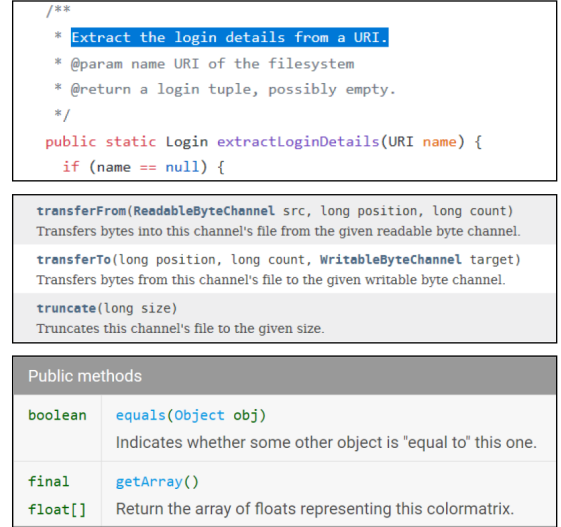 /**
* Extract the login details from a URI.
* @param name URI of the filesystem
* @return a login tuple, possibly empty.
*/
public static Login extractLoginDetails(URI name) {
if (name == null) {
transferFrom(ReadableByteChannel src, long position, long count)
Transfers bytes into this channel's file from the given readable byte channel.
transferTo(long position, long count, WritableByteChannel target)
Transfers bytes from this channel's file to the given writable byte channel.
truncate(long size)
Truncates this channel's file to the given size.
Public methods
boolean equals(Object obj)
Indicates whether some other object is "equal to" this one.
final getArray()
float[] Return the array of floats representing this colormatrix.